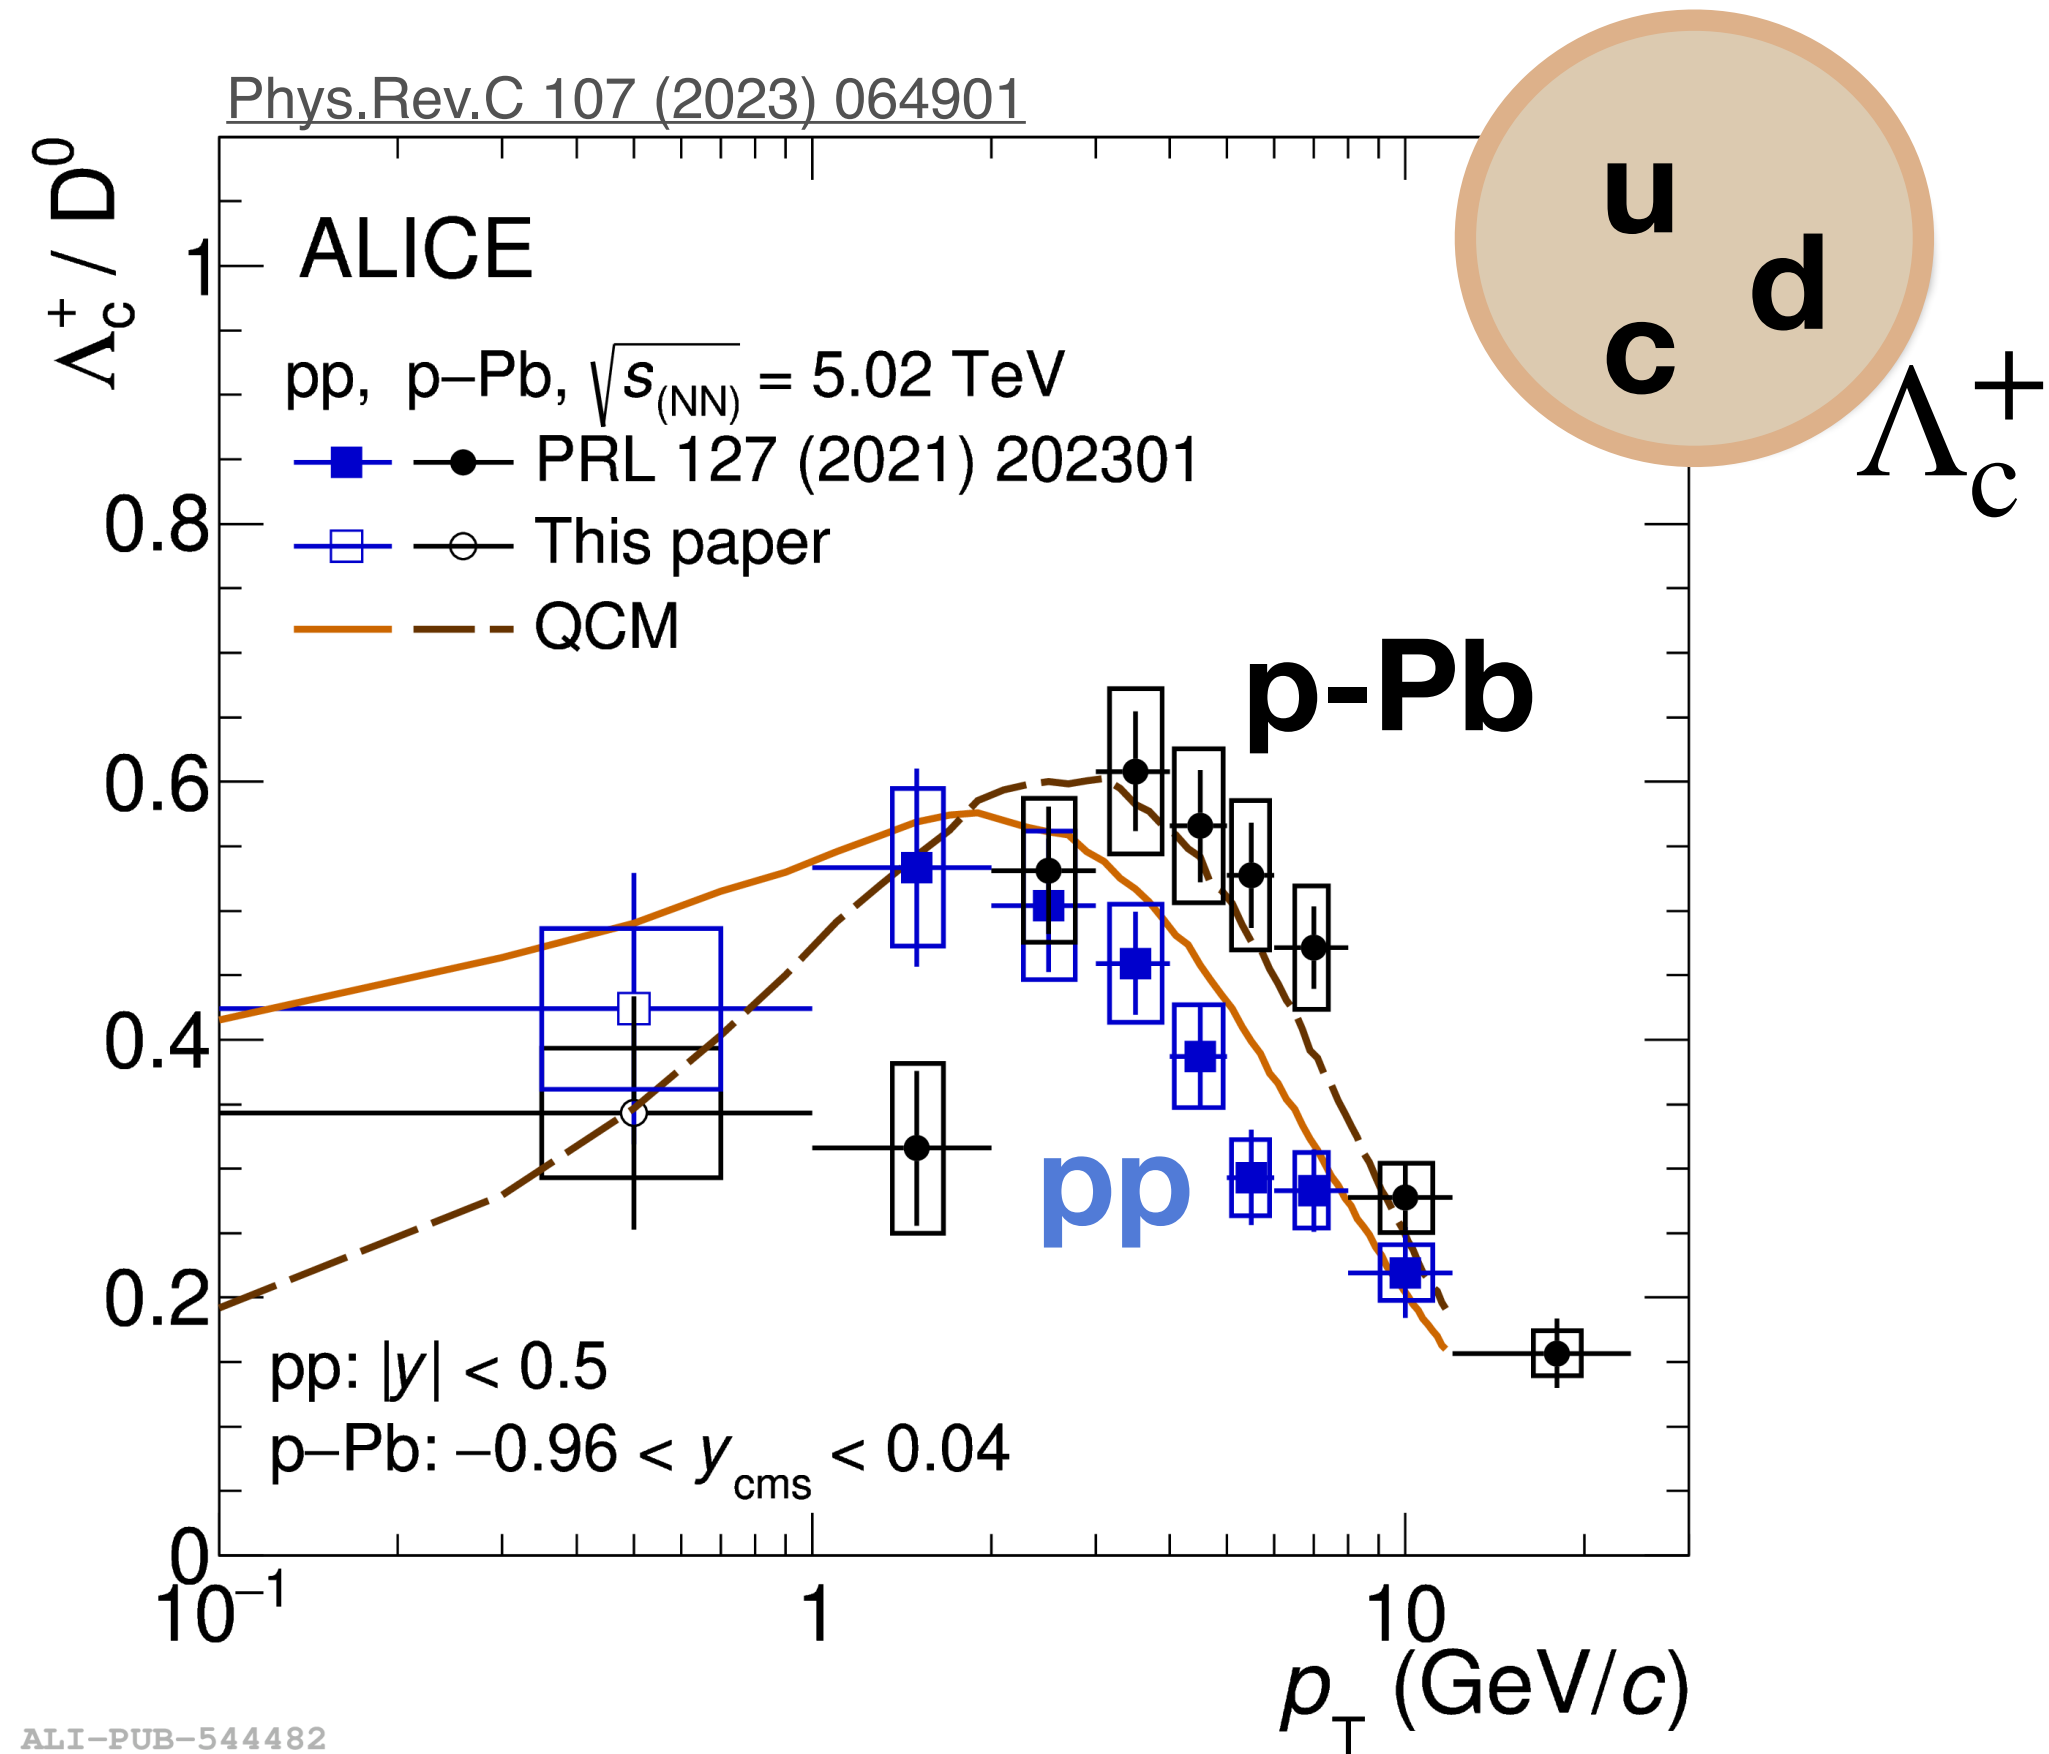 Phys.Rev.C 107 (2023) 064901
Λc+ / D0
ALICE
pp, p–Pb, √s(NN) = 5.02 TeV
PRL 127 (2021) 202301
This paper
QCM
u
d
c
Λc+
p-Pb
pp
pp: |y| < 0.5
p–Pb: –0.96 < ycms < 0.04
1
0.8
0.6
0.4
0.2
0
10–1
1
10
pT (GeV/c)
ALI-PUB-544482